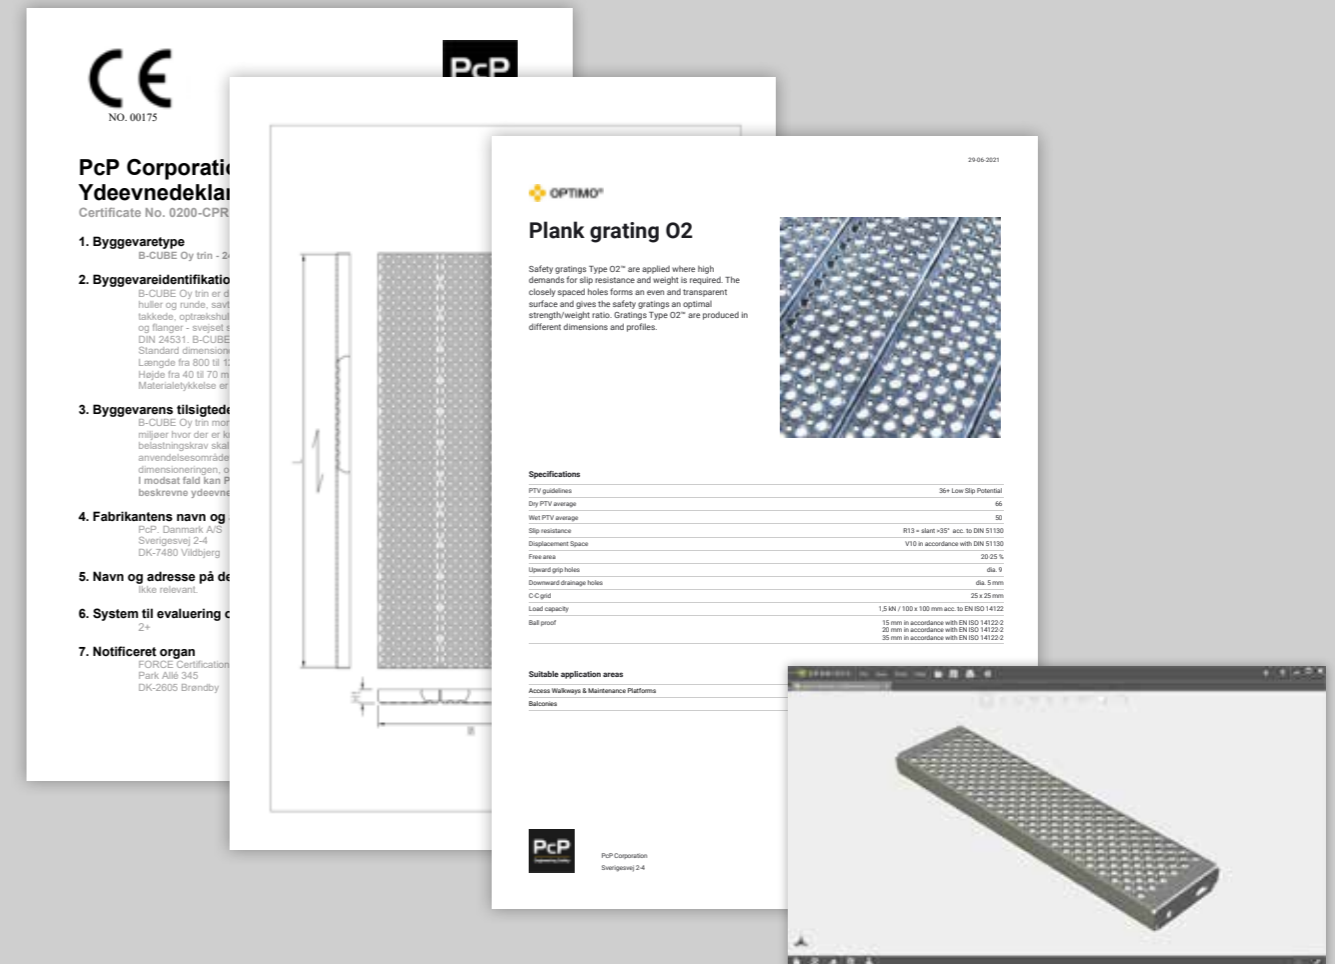 CE
NO. 00175
PcP
PcP Corporatio
Ydeevnedeklar
Certificate No. 0200-CPR
1. Byggevaretype
B-CUBE Oy trin - 24
2. Byggevareidentifikatio
B-CUBE Oy trin er d
huller og runde, savt
takkede, optrækshul
og flanger - svejset s
DIN 24531. B-CUBE
Standard dimensione
Længde fra 800 til 12
Højde fra 40 til 70 m
Materialetykkelse er
3. Byggevarens tilsigtede
B-CUBE Oy trin mon
miljøer hvor der er k
belastningskrav skal
anvendelsesområde
dimensioneringen, o
I modsat fald kan P
beskrevne ydeevne
4. Fabrikantens navn og
PcP. Danmark A/S
Sverigesvej 2-4
DK-7480 Vildbjerg
5. Navn og adresse på de
Ikke relevant.
6. System til evaluering o
2+
7. Notificeret organ
FORCE Certification
Park Allé 345
DK-2605 Brøndby
L
29-06-2021
OPTIMO®
Plank grating O2
Safety gratings Type O2™ are applied where high
demands for slip resistance and weight is required. The
closely spaced holes forms an even and transparent
surface and gives the safety gratings an optimal
strength/weight ratio. Gratings Type O2™ are produced in
different dimensions and profiles.
Specifications
PTV guidelines 36+ Low Slip Potential
Dry PTV average 66
Wet PTV average 50
Slip resistance R13 = slant >35° acc. to DIN 51130
Displacement Space V10 in accordance with DIN 51130
Free area 20-25 %
Upward grip holes dia. 9
Downward drainage holes dia. 5 mm
C-C grid 25 x 25 mm
Load capacity 1,5 kN / 100 x 100 mm acc. to EN ISO 14122
Ball proof 15 mm in accordance with EN ISO 14122-2
20 mm in accordance with EN ISO 14122-2
35 mm in accordance with EN ISO 14122-2
Suitable application areas
Access Walkways & Maintenance Platforms
Balconies
PcP
PcP Corporation
Sverigesvej 2-4